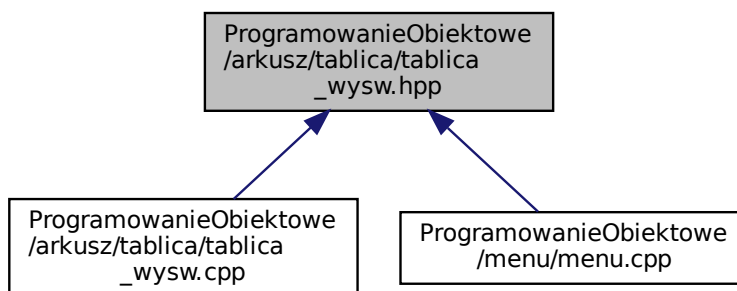 ProgramowanieObiektowe
/arkusz/tablica/tablica
_wysw.hpp
ProgramowanieObiektowe
/arkusz/tablica/tablica
_wysw.cpp
ProgramowanieObiektowe
/menu/menu.cpp